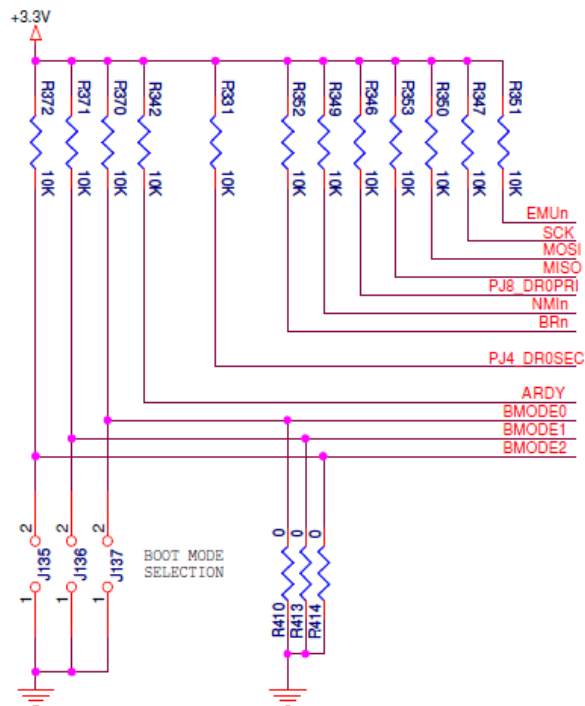 +3.3V
R372
R371
R370
R342
R331
R352
R349
R346
R353
R350
R347
R351
10K
10K
10K
10K
10K
10K
10K
10K
10K
10K
10K
10K
EMUn
SCK
MOSI
MISO
PJ8_DR0PRI
NMIn
BRn
PJ4_DR0SEC
ARDY
BMODE0
BMODE1
BMODE2
2
2
2
J135
J136
J137
1
1
1
BOOT MODE
SELECTION
0
0
0
R410
R413
R414